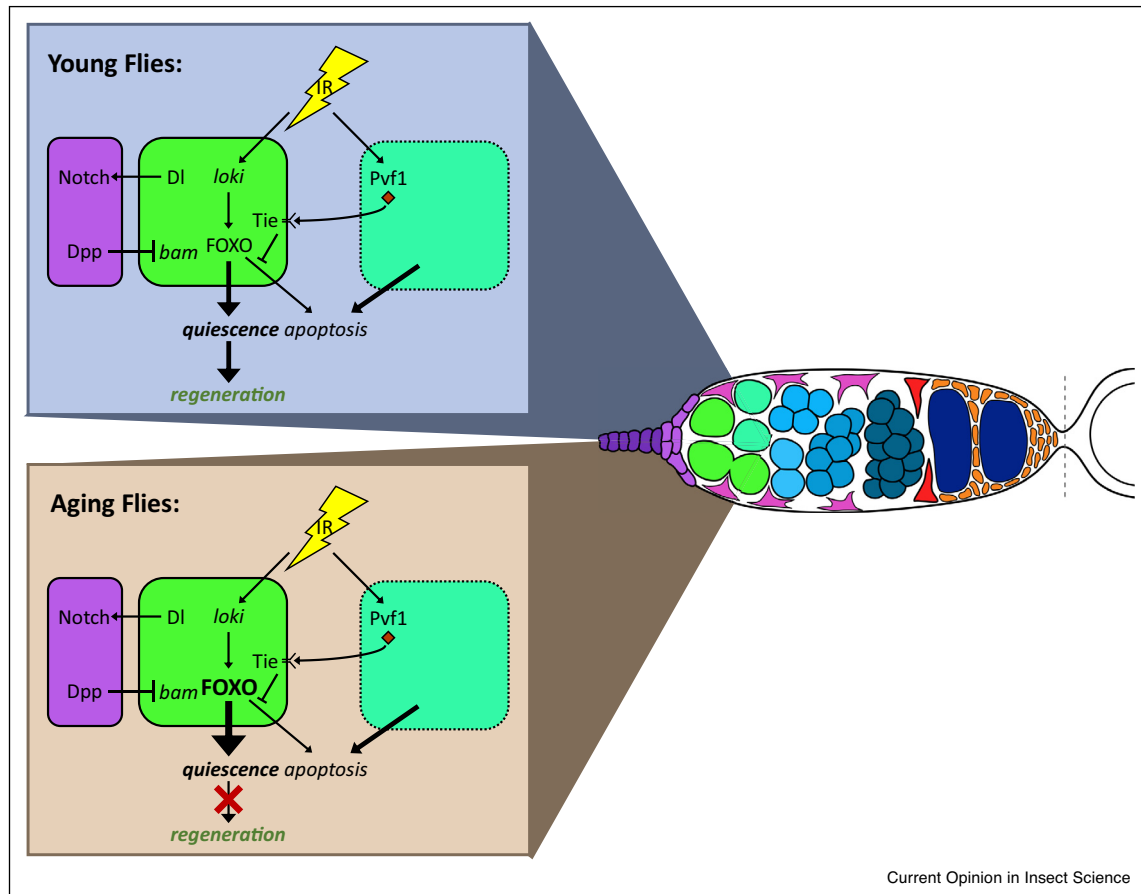 Young Flies:
IR
Notch
Dl
loki
Pvf1
Tie
Dpp
bam
FOXO
quiescence apoptosis
regeneration
Aging Flies:
IR
Notch
Dl
loki
Pvf1
Tie
Dpp
bam
FOXO
quiescence apoptosis
regeneration
Current Opinion in Insect Science